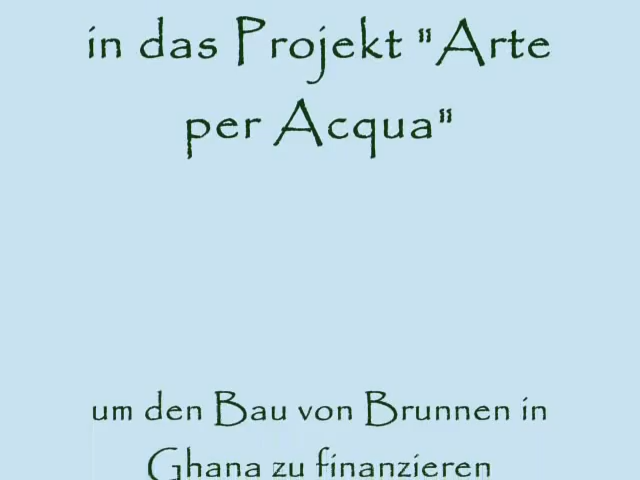 in das Projekt "Arte
per Acqua"
um den Bau von Brunnen in
Ghana zu finanzieren